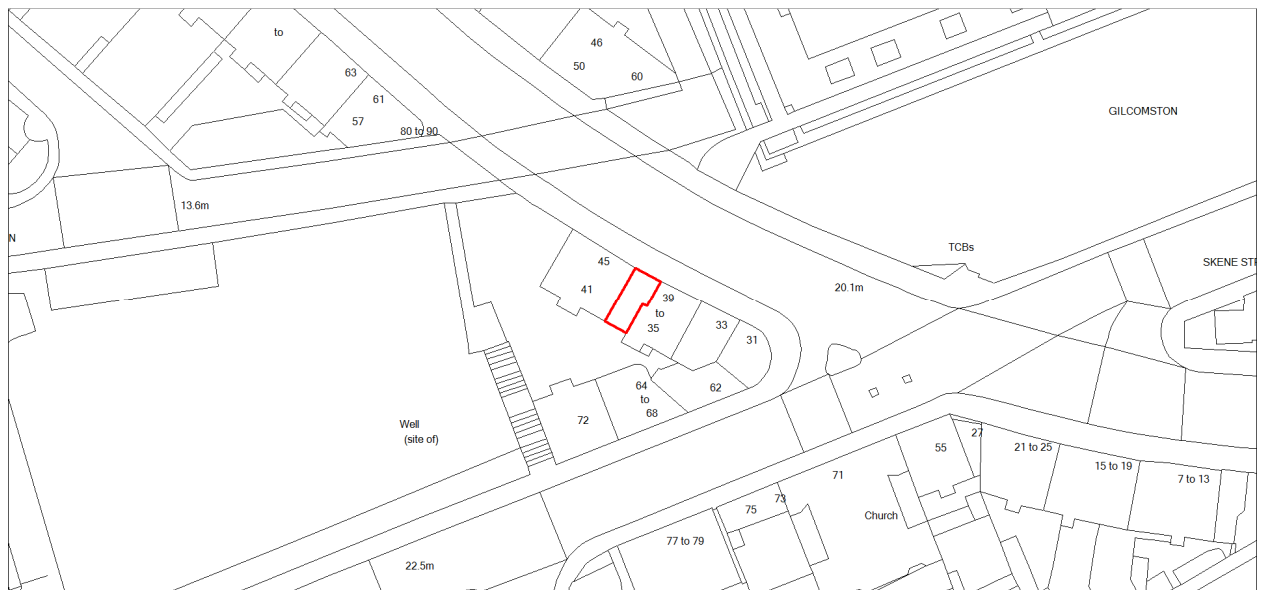 to
46
50
60
63
61
57
80 to 90
GILCOMSTON
13.6m
N
TCBs
SKENE STR
45
41
20.1m
39
to
35
33
31
64
to
68
62
72
Well
(site of)
27
55
21 to 25
15 to 19
7 to 13
71
73
75
Church
77 to 79
22.5m